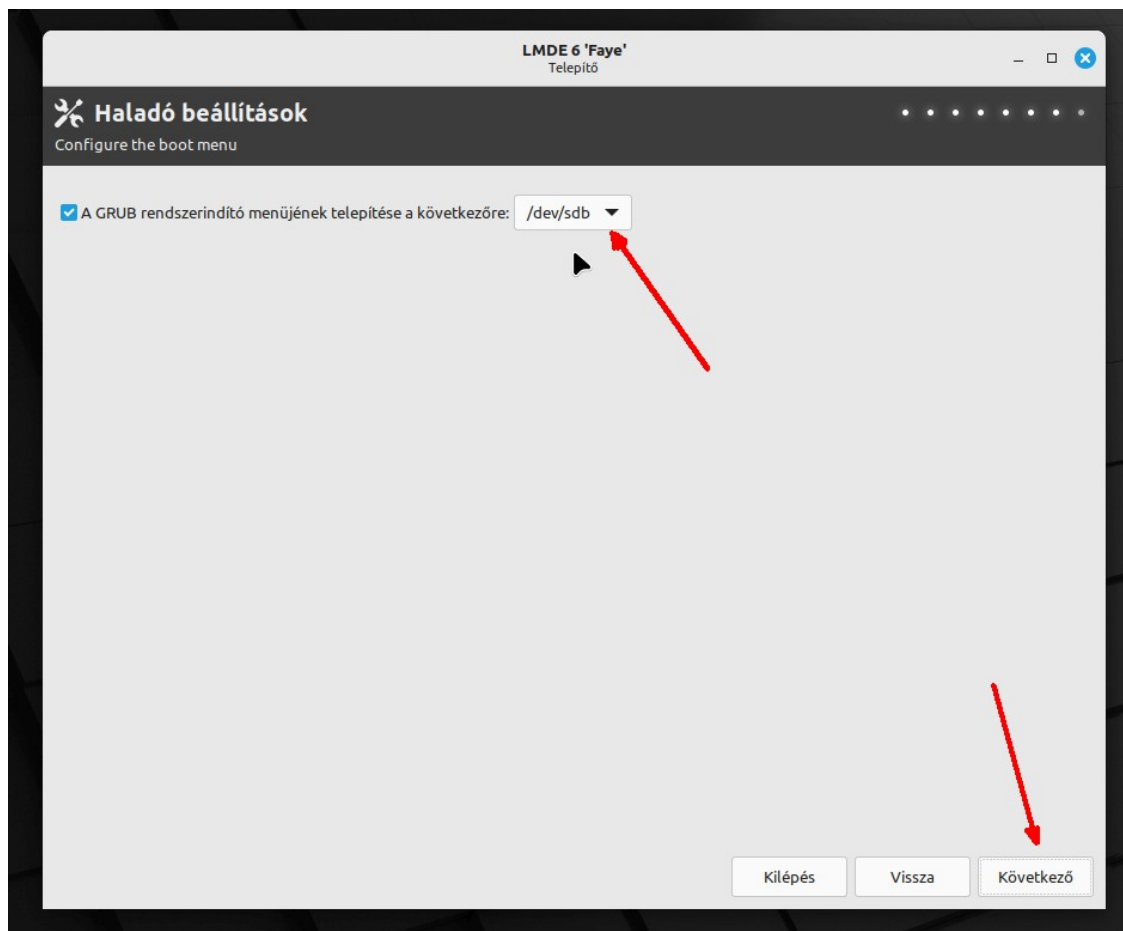 LMDE 6 'Faye'
Telepítő
Haladó beállítások
Configure the boot menu
A GRUB rendszerindító menüjének telepítése a következőre: /dev/sdb
Kilépés Vissza Következő